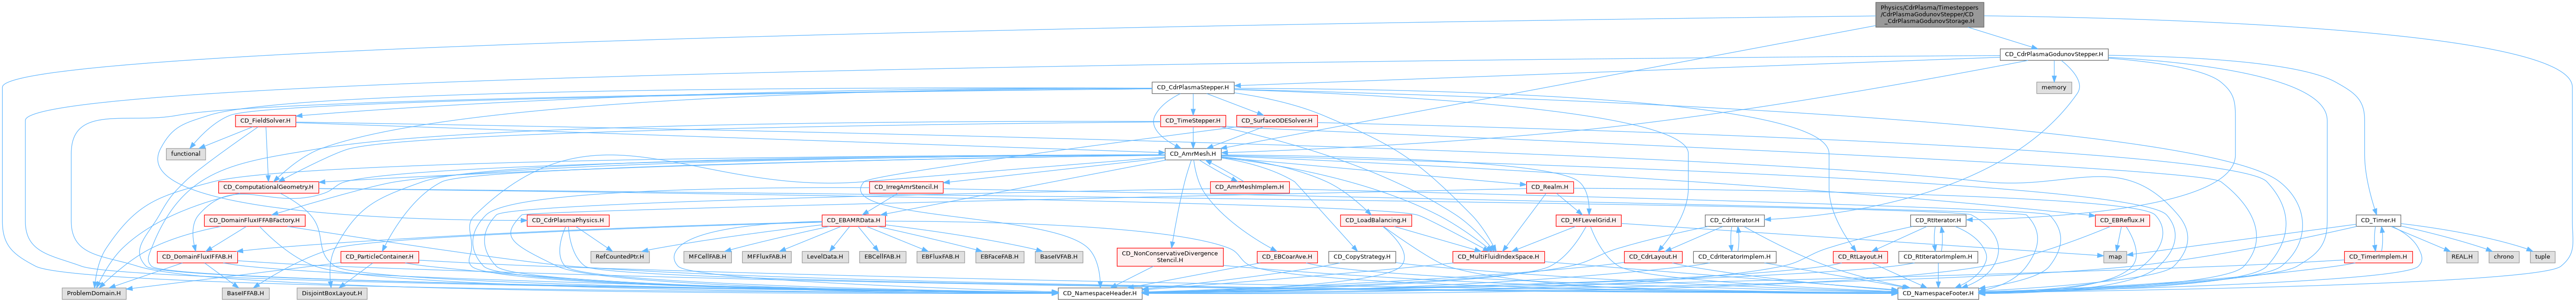 Physics/CdrPlasma/Timesteppers
/CdrPlasmaGodunovStepper/CD
_CdrPlasmaGodunovStorage.H
CD_CdrPlasmaGodunovStepper.H
CD_CdrPlasmaStepper.H
memory
CD_FieldSolver.H
CD_TimeStepper.H
CD_SurfaceODESolver.H
functional
CD_AmrMesh.H
CD_ComputationalGeometry.H
CD_IrregAmrStencil.H
CD_AmrMeshImplem.H
CD_Realm.H
CD_DomainFluxIFFABFactory.H
CD_CdrPlasmaPhysics.H
CD_EBAMRData.H
CD_LoadBalancing.H
CD_MFLevelGrid.H
CD_CdrIterator.H
CD_RtIterator.H
CD_EBReflux.H
CD_Timer.H
CD_DomainFluxIFFAB.H
CD_ParticleContainer.H
RefCountedPtr.H
MFCellFAB.H
MFFluxFAB.H
LevelData.H
EBCellFAB.H
EBFluxFAB.H
EBFaceFAB.H
BaseIVFAB.H
CD_NonConservativeDivergence
Stencil.H
CD_EBCoarAve.H
CD_CopyStrategy.H
CD_MultiFluidIndexSpace.H
CD_CdrLayout.H
CD_CdrIteratorImplem.H
CD_RtLayout.H
CD_RtIteratorImplem.H
map
CD_TimerImplem.H
REAL.H
chrono
tuple
ProblemDomain.H
BaseIFFAB.H
DisjointBoxLayout.H
CD_NamespaceHeader.H
CD_NamespaceFooter.H